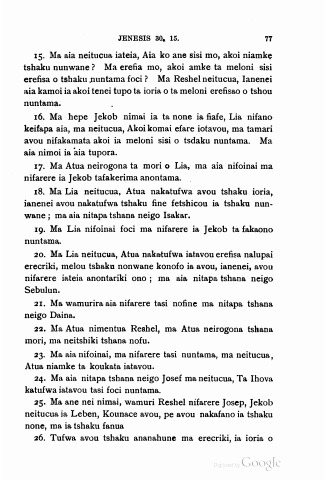 JENESIS 30, 15. 77
15. Ma aia neitucua iateia, Aia ko ane sisi mo, akoi niamke
tshaku nunwane? Ma erefia mo, akoi amke ta meloni sisi
erefisa o tshaku nuntama foci? Ma Reshel neitucua, Ianenei
aia kamoi ia akoi tenei tupo ta ioria o ta meloni erefisao o tshou
nuntama.
16. Ma hepe Jekob nimai ia ta none ia fiafe, Lia nifano
keifapa aia, ma neitucua, Akoi komai efare iotavou, ma tamari
avou nifakamata akoi ia meloni sisi o tsdaku nuntama. Ma
aia nimoi ia aia tupora.
17. Ma Atua neirogona ta mori o Lia, ma aia nifoinai ma
nifarere ia Jekob tafakerima anontama.
18. Ma Lia neitucua, Atua nakatufwa avou tshaku ioria,
ianenei avou nakatufwa tshaku fine fetshicou ia tshaku nun-
wane; ma aia nitapa tshana neigo Isakar.
19. Ma Lia nifoinai foci ma nifarere ia Jekob ta fakaono
nuntama.
20. Ma Lia neitucua, Atua nakatufwa iatavou erefisa nalupai
erecriki, melou tshaku nonwane konofo ia avou, ianenei, avou
nifarere iateia anontariki ono; ma aia nitapa tshana neigo
Sebulun.
21. Ma wamurira aia nifarere tasi nofine ma nitapa tshana
neigo Daina.
22. Ma Atua nimentua Reshel, ma Atua neirogona tshana
mori, ma neitshiki tshana nofu.
23. Ma aia nifoinai, ma nifarere tasi nuntama, ma neitucua,
Atua niamke ta koukata iatavou.
24. Ma aia nitapa tshana neigo Josef ma neitucua, Ta Ihova
katufwa iatavou tasi foci nuntama.
25. Ma ane nei nimai, wamuri Reshel nifarere Josep, Jekob
neitucua ia Leben, Kounace avou, pe avou nakafano ia tshaku
none, ma ia tshaku fanua
26. Tufwa avou tshaku ananahune ma erecriki, ia ioria o
Digitized by Google